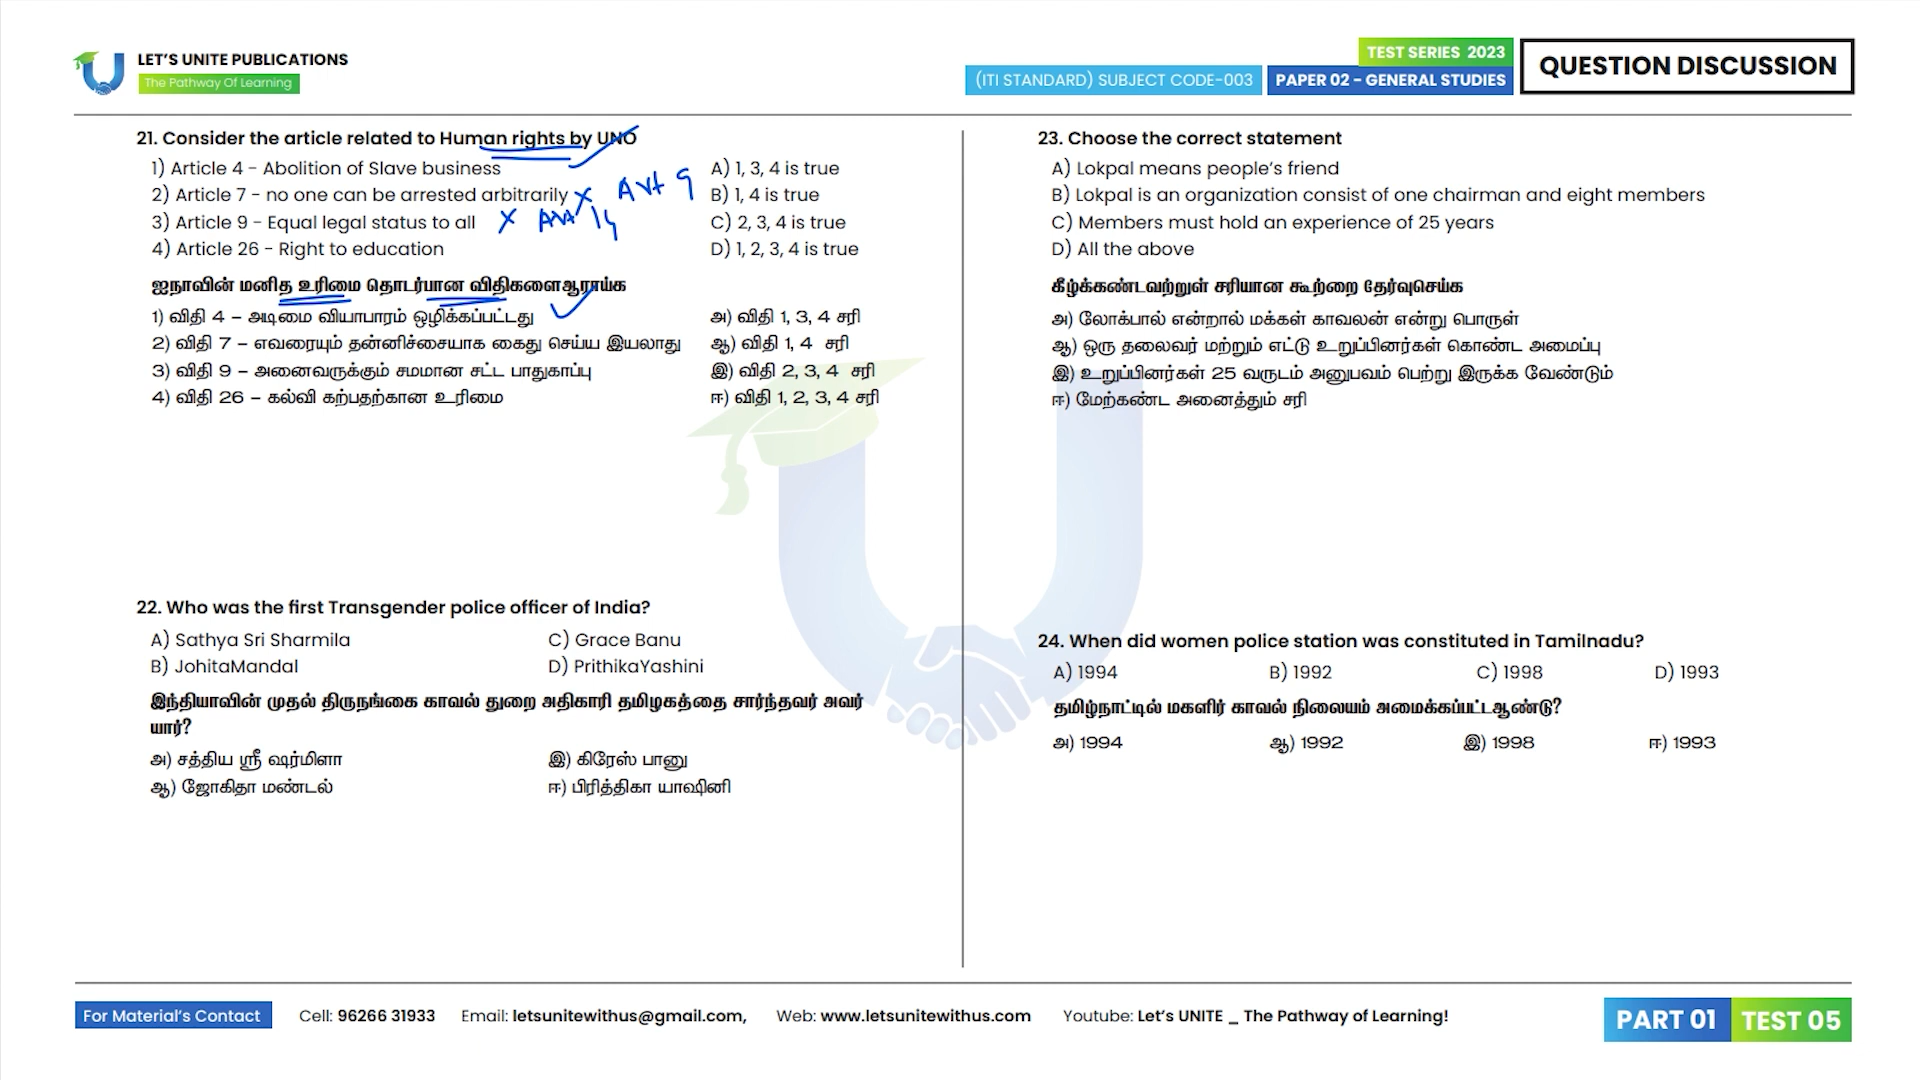 LET'S UNITE PUBLICATIONS
The Pathway Of Learning
TEST SERIES 2023
(ITI STANDARD) SUBJECT CODE-003
PAPER 02 - GENERAL STUDIES
QUESTION DISCUSSION
21. Consider the article related to Human rights by UNO
1) Article 4 - Abolition of Slave business
2) Article 7 - no one can be arrested arbitrarily x Art 9
3) Article 9 - Equal legal status to all x Art 14
4) Article 26 - Right to education
A) 1, 3, 4 is true
B) 1, 4 is true
C) 2, 3, 4 is true
D) 1, 2, 3, 4 is true
ஐநாவின் மனித உரிமை தொடர்பான விதிகளைஆராய்க
1) விதி 4 – அடிமை வியாபாரம் ஒழிக்கப்பட்டது
2) விதி 7 – எவரையும் தன்னிச்சையாக கைது செய்ய இயலாது
3) விதி 9 – அனைவருக்கும் சமமான சட்ட பாதுகாப்பு
4) விதி 26 – கல்வி கற்பதற்கான உரிமை
அ) விதி 1, 3, 4 சரி
ஆ) விதி 1, 4 சரி
இ) விதி 2, 3, 4 சரி
ஈ) விதி 1, 2, 3, 4 சரி
22. Who was the first Transgender police officer of India?
A) Sathya Sri Sharmila
C) Grace Banu
B) JohitaMandal
D) PrithikaYashini
இந்தியாவின் முதல் திருநங்கை காவல் துறை அதிகாரி தமிழகத்தை சார்ந்தவர் அவர்
யார்?
அ) சத்திய ஸ்ரீ ஷர்மிளா
இ) கிரேஸ் பானு
ஆ) ஜோகிதா மண்டல்
ஈ) பிரித்திகா யாஷினி
23. Choose the correct statement
A) Lokpal means people's friend
B) Lokpal is an organization consist of one chairman and eight members
C) Members must hold an experience of 25 years
D) All the above
கீழ்க்கண்டவற்றுள் சரியான கூற்றை தேர்வுசெய்க
அ) லோக்பால் என்றால் மக்கள் காவலன் என்று பொருள்
ஆ) ஒரு தலைவர் மற்றும் எட்டு உறுப்பினர்கள் கொண்ட அமைப்பு
இ) உறுப்பினர்கள் 25 வருடம் அனுபவம் பெற்று இருக்க வேண்டும்
ஈ) மேற்கண்ட அனைத்தும் சரி
24. When did women police station was constituted in Tamilnadu?
A) 1994 B) 1992 C) 1998 D) 1993
தமிழ்நாட்டில் மகளிர் காவல் நிலையம் அமைக்கப்பட்டஆண்டு?
அ) 1994 ஆ) 1992 இ) 1998 ஈ) 1993
For Material's Contact Cell: 96266 31933 Email: letsunitewithus@gmail.com, Web: www.letsunitewithus.com Youtube: Let's UNITE _ The Pathway of Learning!
PART 01 TEST 05